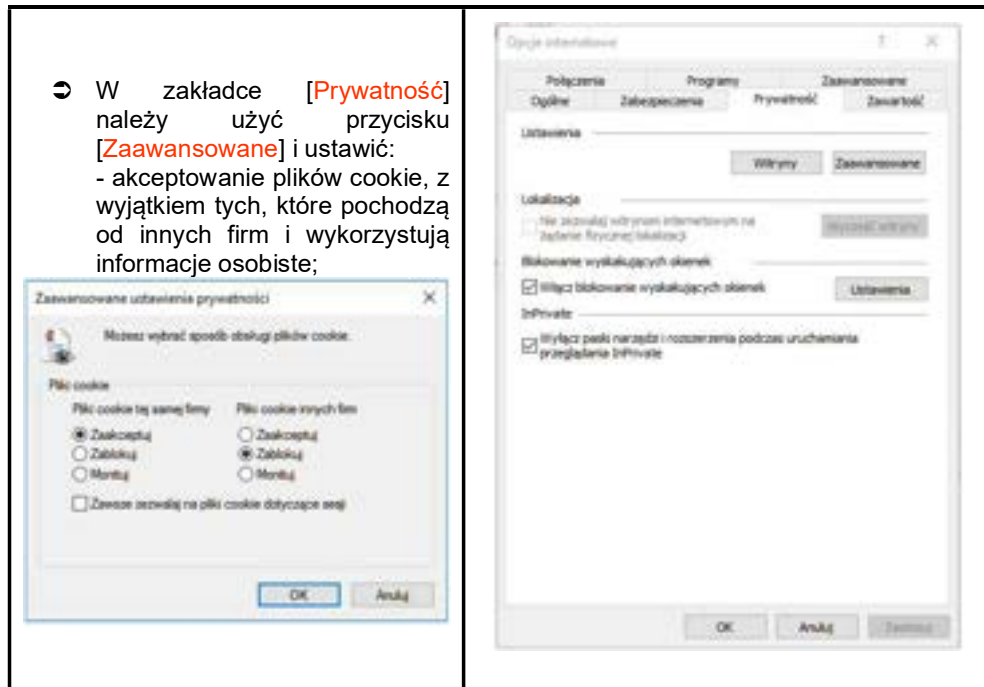 ➲ W zakładce [Prywatność]
należy użyć przycisku
[Zaawansowane] i ustawić:
- akceptowanie plików cookie, z
wyjątkiem tych, które pochodzą
od innych firm i wykorzystują
informacje osobiste;
Zaawansowane ustawienia prywatności
Możesz wybrać sposób obsługi plików cookie.
Pliki cookie
Pliki cookie tej samej firmy Pliki cookie innych firm
Zaakceptuj Zaakceptuj
Zablokuj Zablokuj
Monituj Monituj
Zawsze zezwalaj na pliki cookie dotyczące sesji
OK Anuluj
Opcje internetowe ?
Połączenia Programy Zaawansowane
Ogólne Zabezpieczenia Prywatność Zawartość
Ustawienia
Witryny Zaawansowane
Lokalizacja
Nie zezwalaj witrynom internetowym na
żądanie fizycznej lokalizacji
Wyczyść witryny
Blokowanie wyskakujących okienek
Włącz blokowanie wyskakujących okienek Ustawienia
InPrivate
Wyłącz paski narzędzi i rozszerzenia podczas uruchamiania
przeglądania InPrivate
OK Anuluj Zastosuj